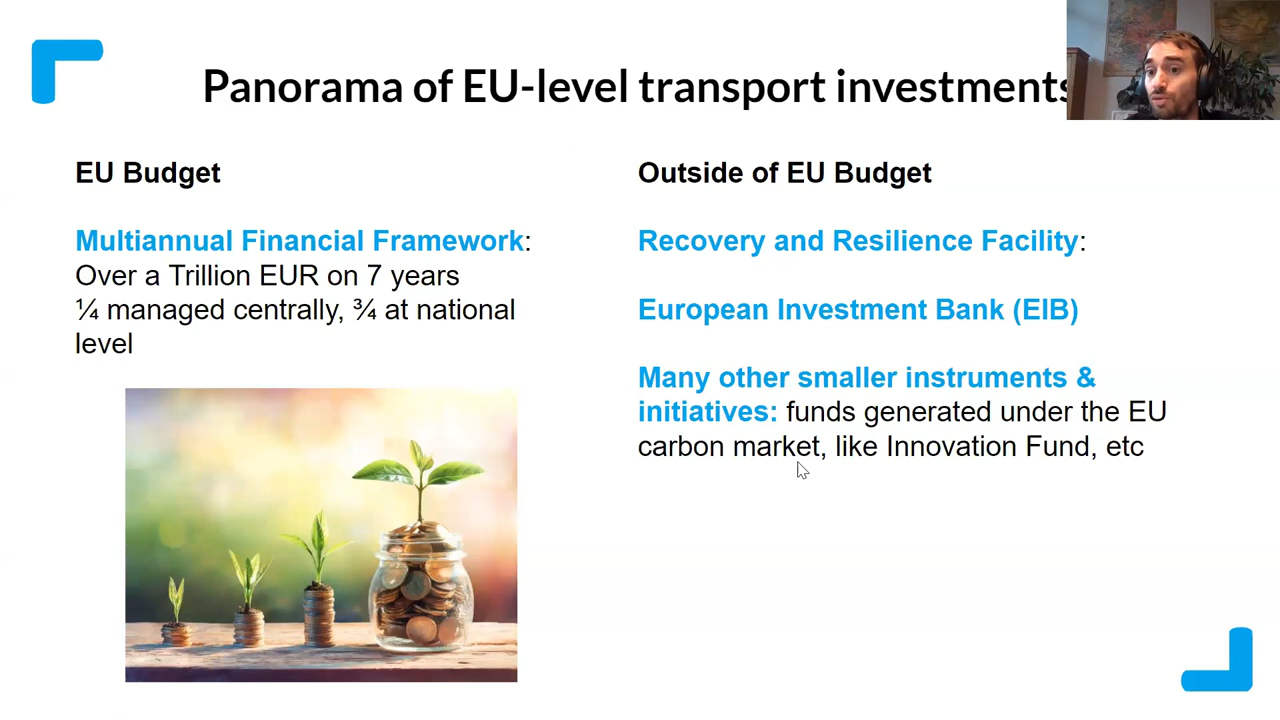 Panorama of EU-level transport investments
EU Budget
Multiannual Financial Framework:
Over a Trillion EUR on 7 years
¼ managed centrally, ¾ at national
level
Outside of EU Budget
Recovery and Resilience Facility:
European Investment Bank (EIB)
Many other smaller instruments &
initiatives: funds generated under the EU
carbon market, like Innovation Fund, etc